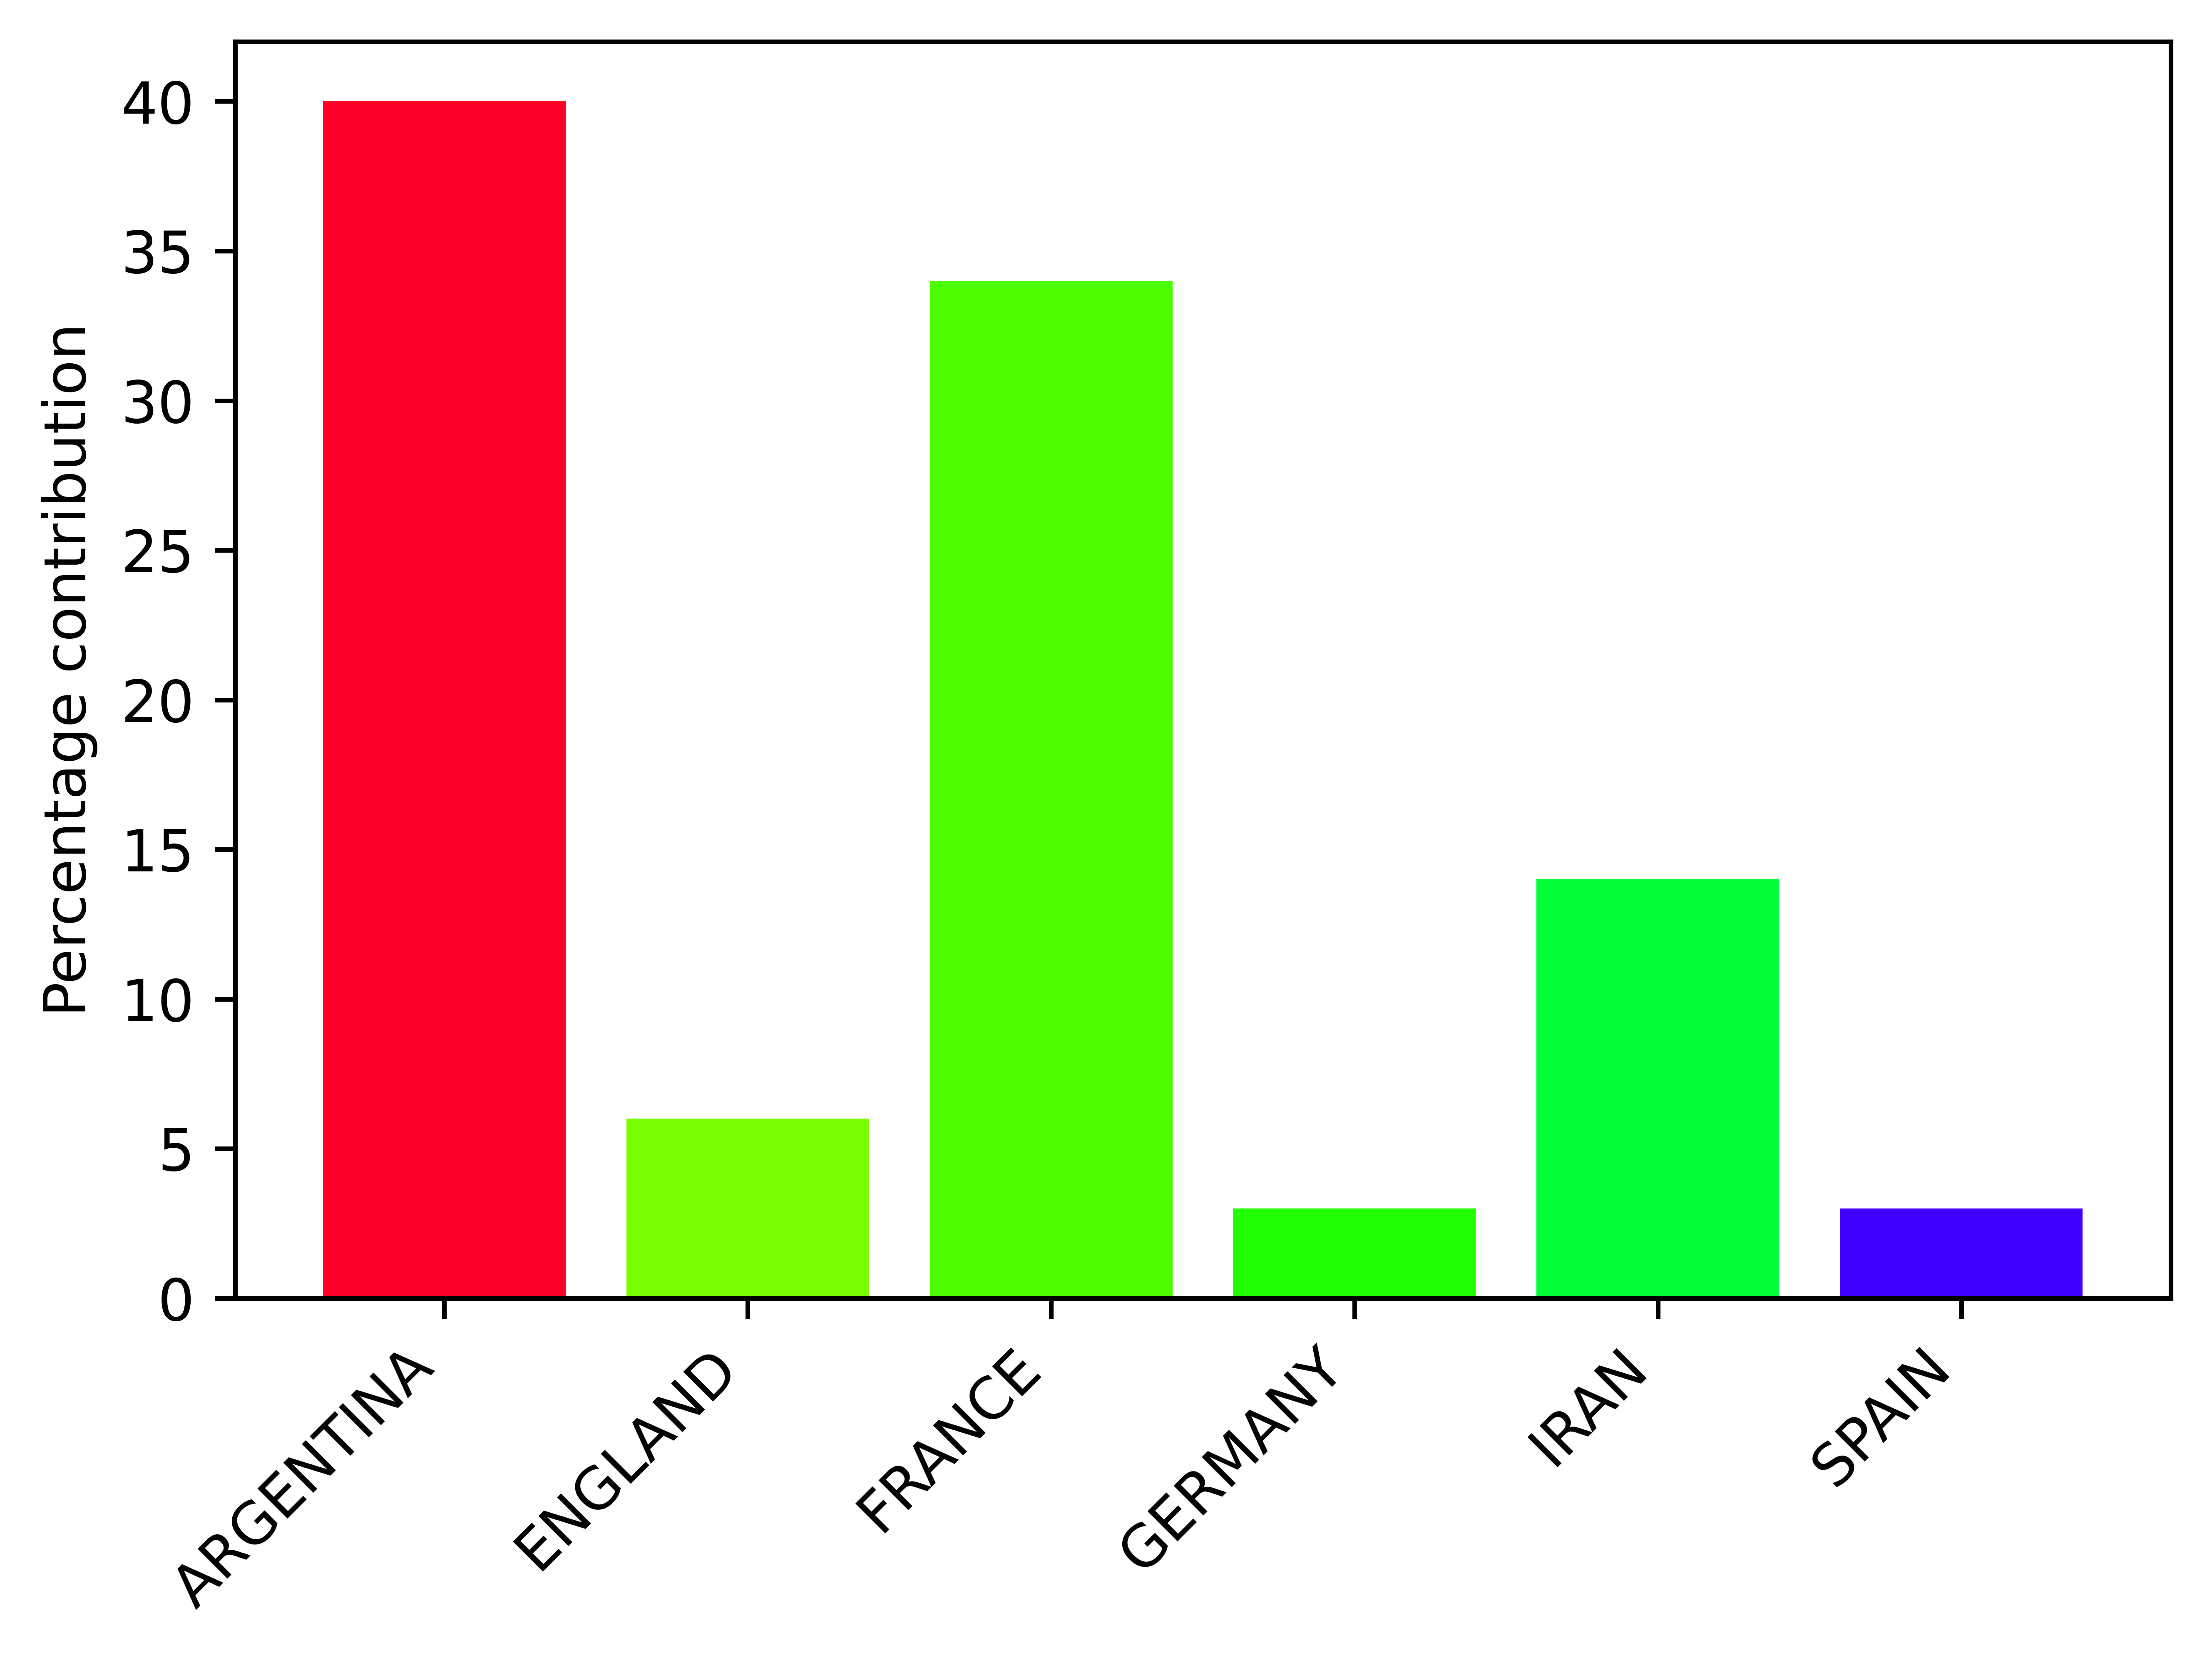 Percentage contribution
40
35
30
25
20
15
10
5
0
ARGENTINA
ENGLAND
FRANCE
GERMANY
IRAN
SPAIN